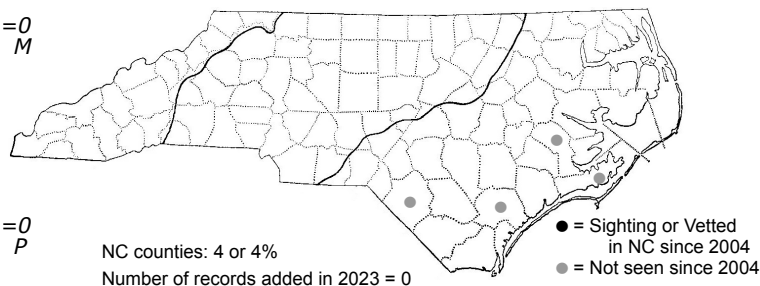 =0
M
=0
P
NC counties: 4 or 4%
Number of records added in 2023 = 0
= Sighting or Vetted
in NC since 2004
= Not seen since 2004